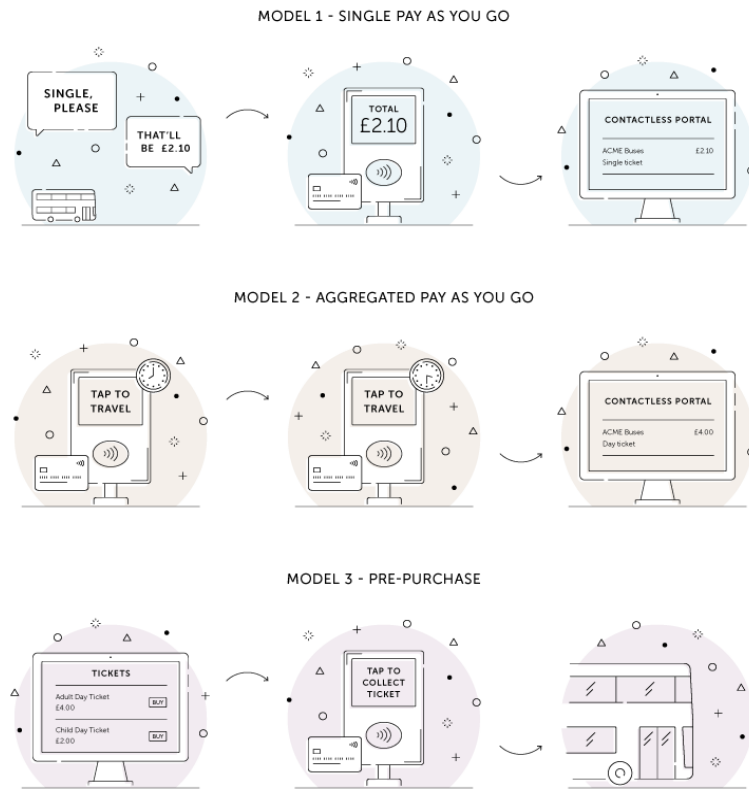 MODEL 1 - SINGLE PAY AS YOU GO
SINGLE,
PLEASE
THAT'LL
BE £2.10
TOTAL
£2.10
CONTACTLESS PORTAL
ACME Buses £2.10
Single ticket
MODEL 2 - AGGREGATED PAY AS YOU GO
TAP TO
TRAVEL
TAP TO
TRAVEL
CONTACTLESS PORTAL
ACME Buses £4.00
Day ticket
MODEL 3 - PRE-PURCHASE
TICKETS
Adult Day Ticket
£4.00
BUY
Child Day Ticket
£2.00
BUY
TAP TO
COLLECT
TICKET